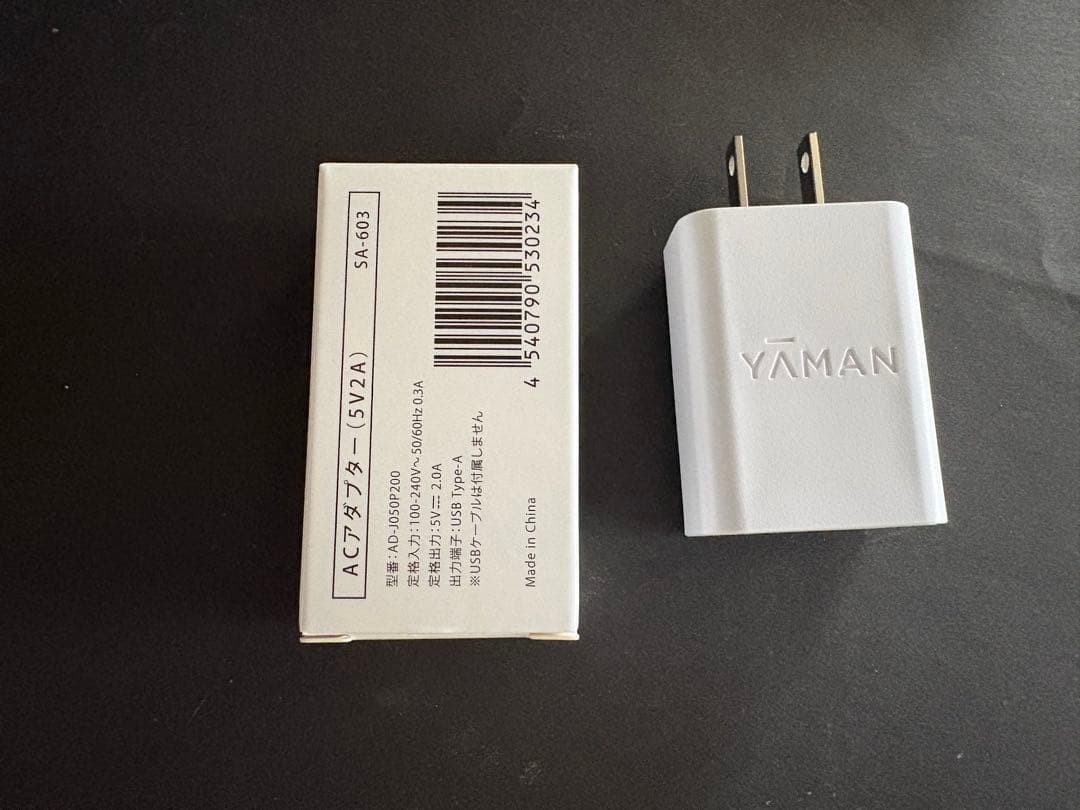 ACアダプター(5V2A) SA-603
型番:AD-J050P200
定格入力:100-240V～50/60Hz 0.3A
定格出力:5V⎓2.0A
出力端子:USB Type-A
※USBケーブルは付属しません
Made in China
4 540790 530234
YĀMAN